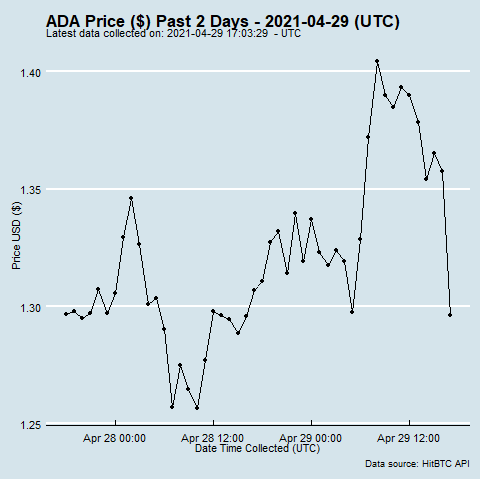 ADA Price ($) Past 2 Days - 2021-04-29 (UTC)
Latest data collected on: 2021-04-29 17:03:29  - UTC
1.40
1.35
1.30
1.25
Price USD ($)
Apr 28 00:00 Apr 28 12:00 Apr 29 00:00 Apr 29 12:00
Date Time Collected (UTC)
Data source: HitBTC API